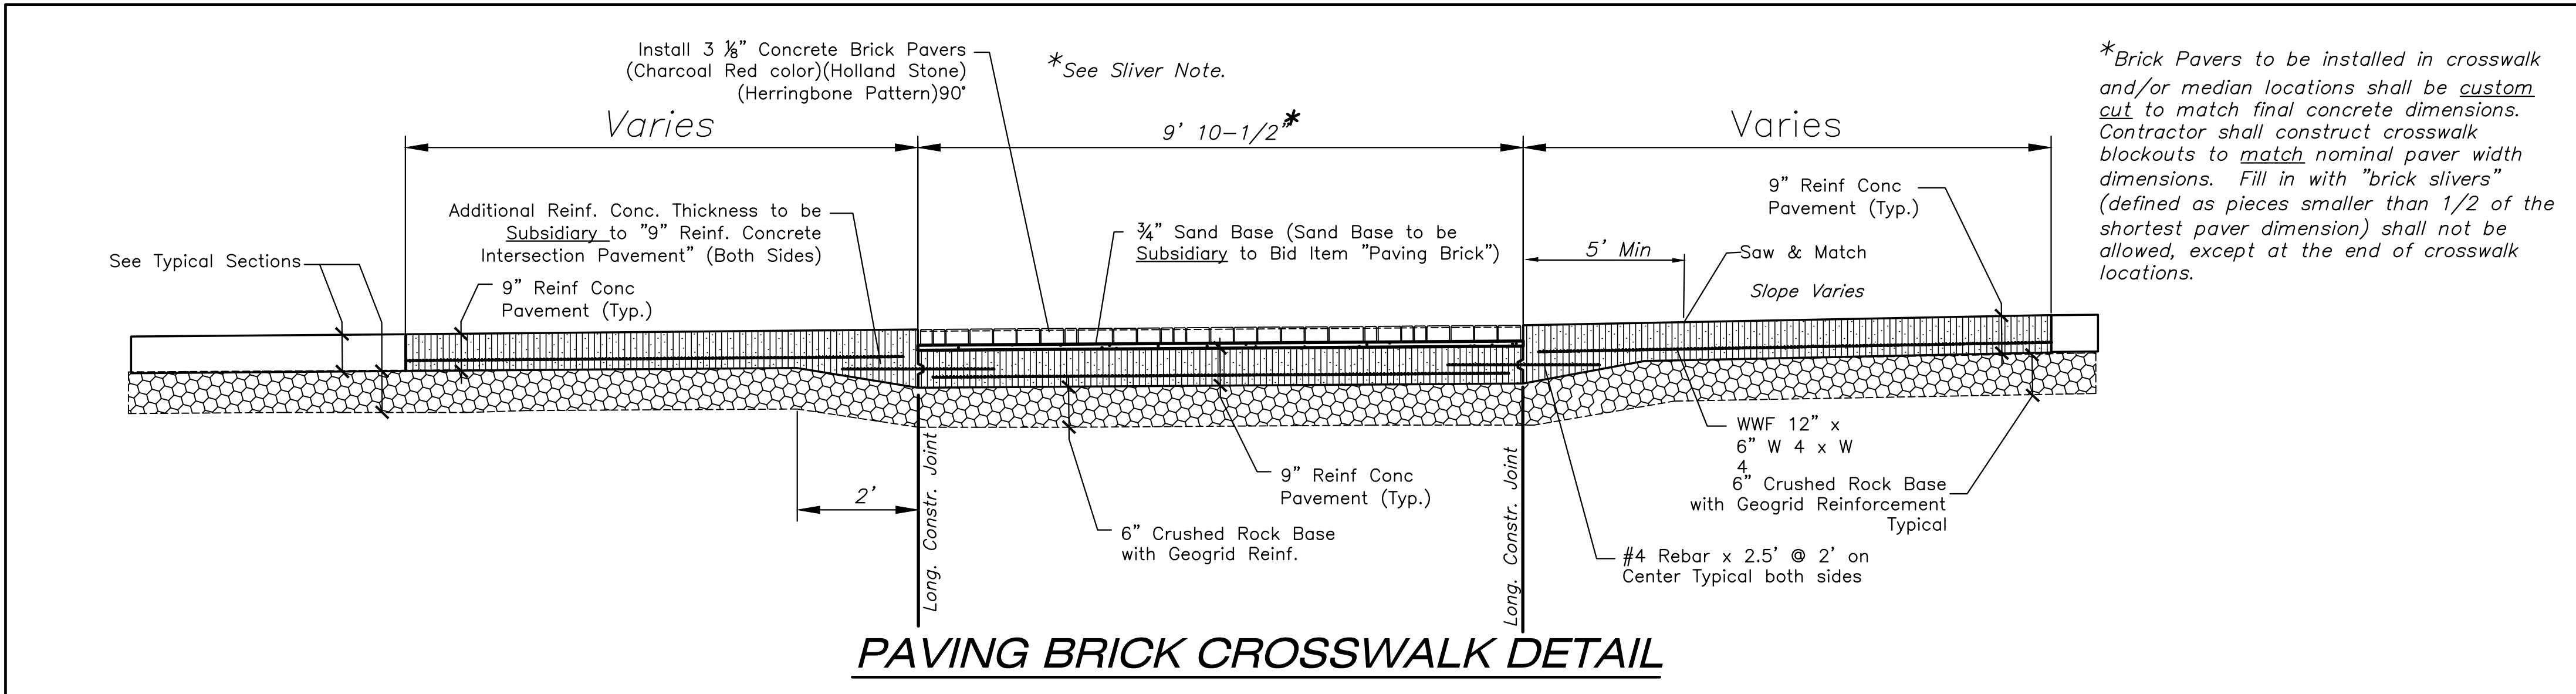 Install 3 ⅛" Concrete Brick Pavers
(Charcoal Red color)(Holland Stone)
(Herringbone Pattern)90°
*See Sliver Note.
*Brick Pavers to be installed in crosswalk
and/or median locations shall be custom
cut to match final concrete dimensions.
Contractor shall construct crosswalk
blockouts to match nominal paver width
dimensions. Fill in with "brick slivers"
(defined as pieces smaller than 1/2 of the
shortest paver dimension) shall not be
allowed, except at the end of crosswalk
locations.
Varies
9' 10-1/2"*
Varies
Additional Reinf. Conc. Thickness to be
Subsidiary to "9" Reinf. Concrete
Intersection Pavement" (Both Sides)
¾" Sand Base (Sand Base to be
Subsidiary to Bid Item "Paving Brick")
9" Reinf Conc
Pavement (Typ.)
5' Min
Saw & Match
Slope Varies
See Typical Sections
9" Reinf Conc
Pavement (Typ.)
WWF 12" x
6" W 4 x W
4
6" Crushed Rock Base
with Geogrid Reinforcement
Typical
2'
Long. Constr. Joint
9" Reinf Conc
Pavement (Typ.)
6" Crushed Rock Base
with Geogrid Reinf.
Long. Constr. Joint
#4 Rebar x 2.5' @ 2' on
Center Typical both sides
PAVING BRICK CROSSWALK DETAIL